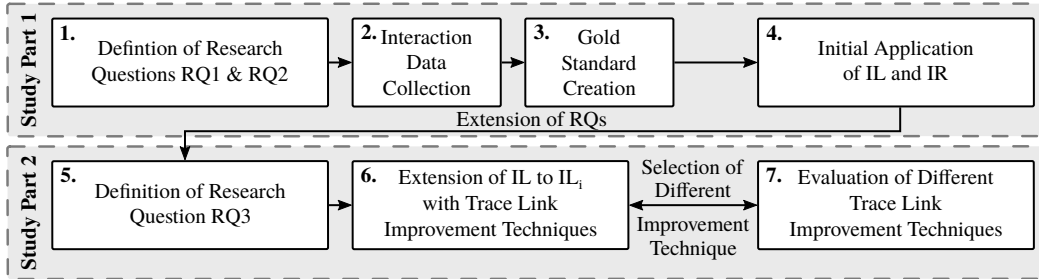 Study Part 1
1.
Defintion of Research
Questions RQ1 & RQ2
2.
Interaction
Data
Collection
3.
Gold
Standard
Creation
4.
Initial Application
of IL and IR
Extension of RQs
Study Part 2
5.
Definition of Research
Question RQ3
6.
Extension of IL to ILi
with Trace Link
Improvement Techniques
Selection of
Different
Improvement
Technique
7.
Evaluation of Different
Trace Link
Improvement Techniques